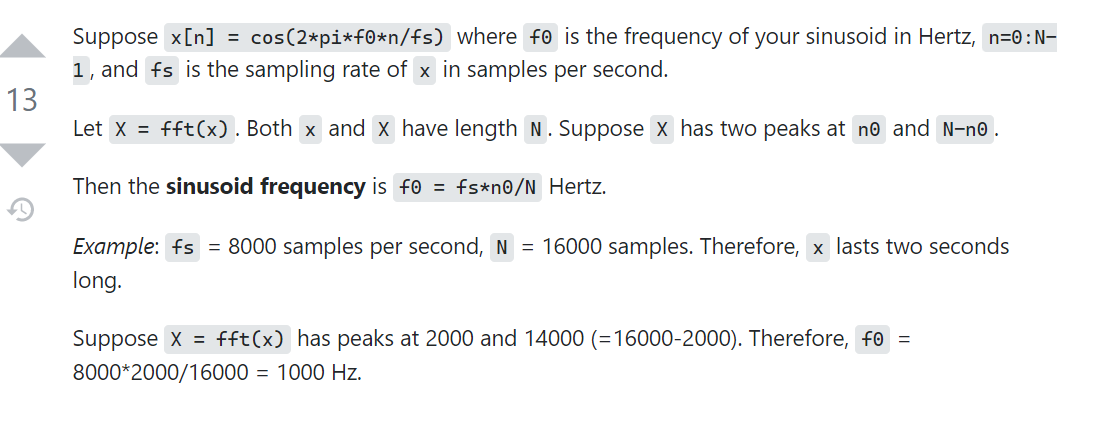 Suppose x[n] = cos(2*pi*f0*n/fs) where f0 is the frequency of your sinusoid in Hertz, n=0:N-
1, and fs is the sampling rate of x in samples per second.
13
Let X = fft(x). Both x and X have length N. Suppose X has two peaks at n0 and N-n0.
Then the sinusoid frequency is f0 = fs*n0/N Hertz.
Example: fs = 8000 samples per second, N = 16000 samples. Therefore, x lasts two seconds
long.
Suppose X = fft(x) has peaks at 2000 and 14000 (=16000-2000). Therefore, f0 =
8000*2000/16000 = 1000 Hz.